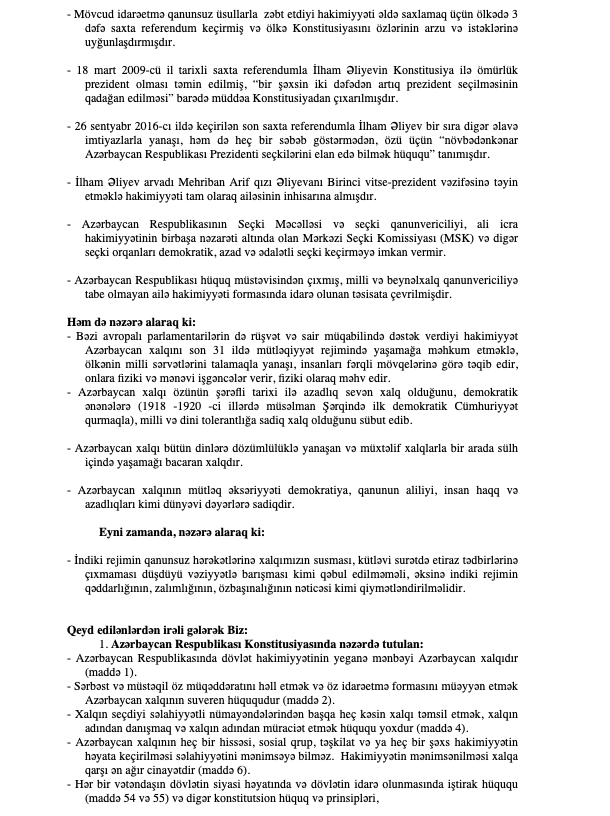 - Mövcud idarəetmə qanunsuz üsullarla zəbt etdiyi hakimiyyəti əldə saxlamaq üçün ölkədə 3
dəfə saxta referendum keçirmiş və ölkə Konstitusiyasını özlərinin arzu və istəklərinə
uyğunlaşdırmışdır.
- 18 mart 2009-cü il tarixli saxta referendumla İlham Əliyevin Konstitusiya ilə ömürlük
prezident olması təmin edilmiş, “bir şəxsin iki dəfədən artıq prezident seçilməsinin
qadağan edilməsi” barədə müddəa Konstitusiyadan çıxarılmışdır.
- 26 sentyabr 2016-cı ildə keçirilən son saxta referendumla İlham Əliyev bir sıra digər əlavə
imtiyazlarla yanaşı, həm də heç bir səbəb göstərmədən, özü üçün “növbədənkənar
Azərbaycan Respublikası Prezidenti seçkilərini elan edə bilmək hüququ” tanımışdır.
- İlham Əliyev arvadı Mehriban Arif qızı Əliyevanı Birinci vitse-prezident vəzifəsinə təyin
etməklə hakimiyyəti tam olaraq ailəsinin inhisarına almışdır.
- Azərbaycan Respublikasının Seçki Məcəlləsi və seçki qanunvericiliyi, ali icra
hakimiyyətinin birbaşa nəzarəti altında olan Mərkəzi Seçki Komissiyası (MSK) və digər
seçki orqanları demokratik, azad və ədalətli seçki keçirməyə imkan vermir.
- Azərbaycan Respublikası hüquq müstəvisindən çıxmış, milli və beynəlxalq qanunvericiliyə
tabe olmayan ailə hakimiyyəti formasında idarə olunan təsisata çevrilmişdir.
Həm də nəzərə alaraq ki:
- Bəzi avropalı parlamentarilərin də rüşvət və sair müqabilində dəstək verdiyi hakimiyyət
Azərbaycan xalqını son 31 ildə mütləqiyyət rejimində yaşamağa məhkum etməklə,
ölkənin milli sərvətlərini talamaqla yanaşı, insanları fərqli mövqelərinə görə təqib edir,
onlara fiziki və mənəvi işgəncələr verir, fiziki olaraq məhv edir.
- Azərbaycan xalqı özünün şərəfli tarixi ilə azadlıq sevən xalq olduğunu, demokratik
ənənələrə (1918 -1920 -ci illərdə müsəlman Şərqində ilk demokratik Cümhuriyyət
qurmaqla), milli və dini tolerantlığa sadiq xalq olduğunu sübut edib.
- Azərbaycan xalqı bütün dinlərə dözümlülüklə yanaşan və müxtəlif xalqlarla bir arada sülh
içində yaşamağı bacaran xalqdır.
- Azərbaycan xalqının mütləq əksəriyyəti demokratiya, qanunun aliliyi, insan haqq və
azadlıqları kimi dünyəvi dəyərlərə sadiqdir.
Eyni zamanda, nəzərə alaraq ki:
- İndiki rejimin qanunsuz hərəkətlərinə xalqımızın susması, kütləvi surətdə etiraz tədbirlərinə
çıxmaması düşdüyü vəziyyətlə barışması kimi qəbul edilməməli, əksinə indiki rejimin
qəddarlığının, zalımlığının, özbaşınalığının nəticəsi kimi qiymətləndirilməlidir.
Qeyd edilənlərdən irəli gələrək Biz:
1. Azərbaycan Respublikası Konstitusiyasında nəzərdə tutulan:
- Azərbaycan Respublikasında dövlət hakimiyyətinin yeganə mənbəyi Azərbaycan xalqıdır
(maddə 1).
- Sərbəst və müstəqil öz müqəddəratını həll etmək və öz idarəetmə formasını müəyyən etmək
Azərbaycan xalqının suveren hüququdur (maddə 2).
- Xalqın seçdiyi səlahiyyətli nümayəndələrindən başqa heç kəsin xalqı təmsil etmək, xalqın
adından danışmaq və xalqın adından müraciət etmək hüququ yoxdur (maddə 4).
- Azərbaycan xalqının heç bir hissəsi, sosial qrup, təşkilat və ya heç bir şəxs hakimiyyətin
həyata keçirilməsi səlahiyyətini mənimsəyə bilməz. Hakimiyyətin mənimsənilməsi xalqa
qarşı ən ağır cinayətdir (maddə 6).
- Hər bir vətəndaşın dövlətin siyasi həyatında və dövlətin idarə olunmasında iştirak hüququ
(maddə 54 və 55) və digər konstitutsion hüquq və prinsipləri,